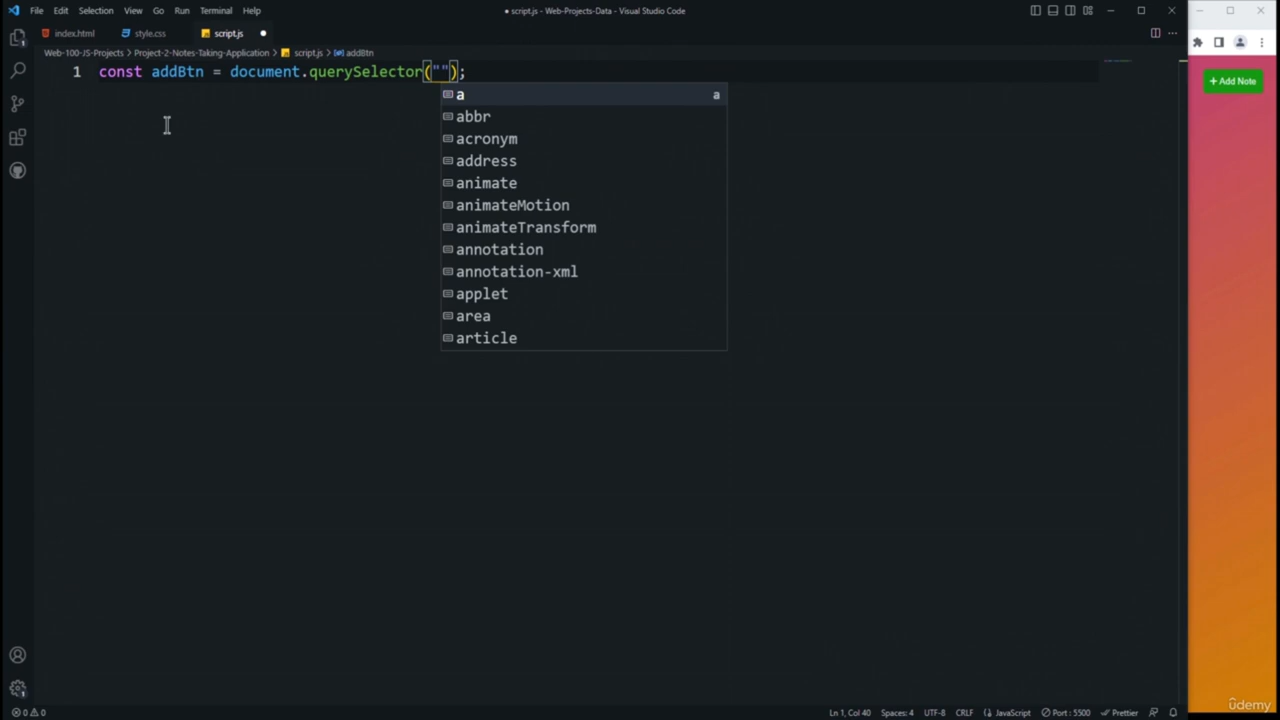 File Edit Selection View Go Run Terminal Help
● script.js - Web-Projects-Data - Visual Studio Code
index.html style.css script.js ●
Web-100-JS-Projects > Project-2-Notes-Taking-Application > script.js > addBtn
1 const addBtn = document.querySelector("");
a a
abbr
acronym
address
animate
animateMotion
animateTransform
annotation
annotation-xml
applet
area
article
+ Add Note
0 0 Ln 1, Col 40 Spaces: 4 UTF-8 CRLF JavaScript Port : 5500 Prettier
ûdemy